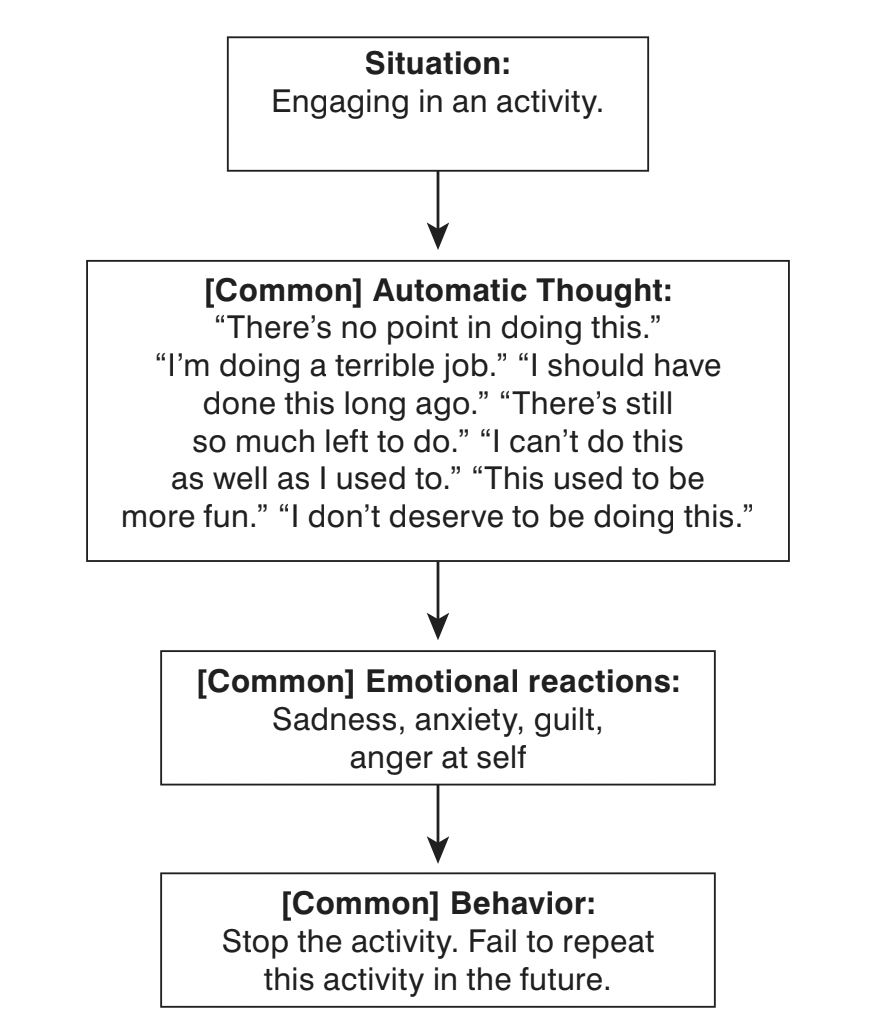 Situation:
Engaging in an activity.
[Common] Automatic Thought:
“There’s no point in doing this.”
“I’m doing a terrible job.” “I should have
done this long ago.” “There’s still
so much left to do.” “I can’t do this
as well as I used to.” “This used to be
more fun.” “I don’t deserve to be doing this.”
[Common] Emotional reactions:
Sadness, anxiety, guilt,
anger at self
[Common] Behavior:
Stop the activity. Fail to repeat
this activity in the future.